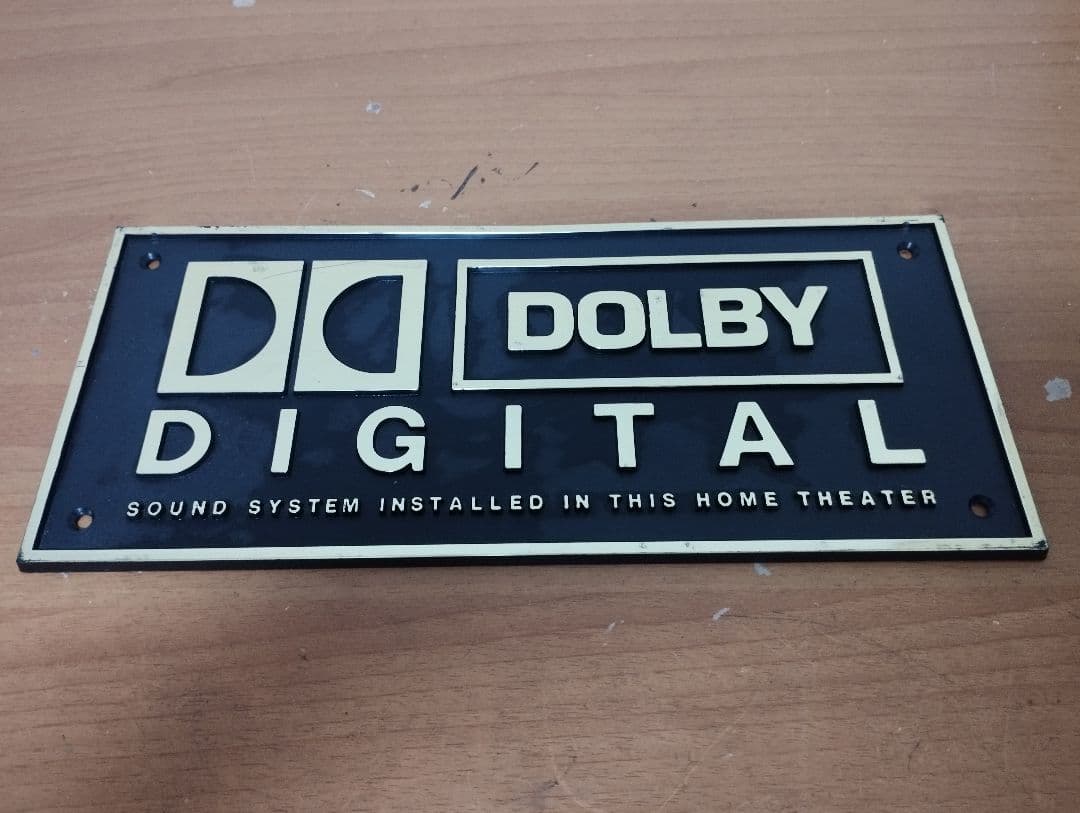 DOLBY
DIGITAL
SOUND SYSTEM INSTALLED IN THIS HOME THEATER